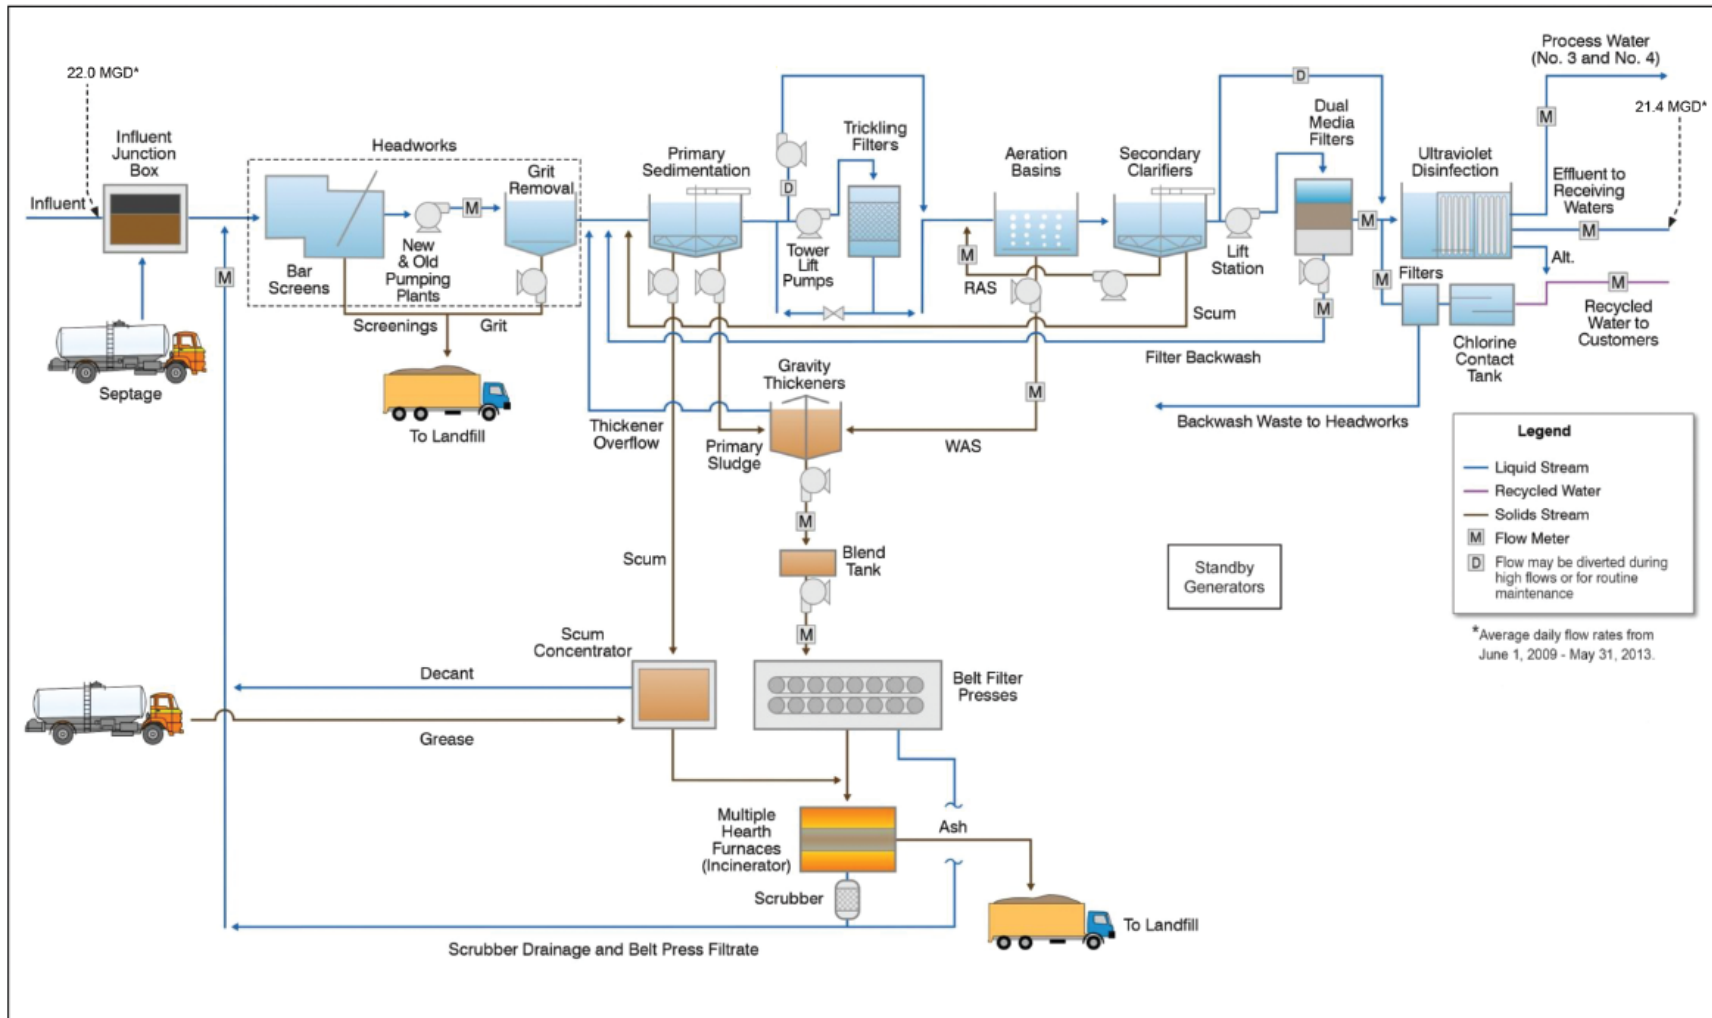 22.0 MGD*
Influent
Junction
Box
Influent
Septage
Headworks
Grit
Removal
Bar
Screens
New
& Old
Pumping
Plants
M
M
Screenings
Grit
To Landfill
Primary
Sedimentation
D
Tower
Lift
Pumps
Trickling
Filters
Aeration
Basins
Secondary
Clarifiers
M
RAS
Scum
D
Lift
Station
Dual
Media
Filters
M
M
M
Filter Backwash
Ultraviolet
Disinfection
Process Water
(No. 3 and No. 4)
M
21.4 MGD*
Effluent to
Receiving
Waters
M
Alt.
Filters
M
Recycled
Water to
Customers
Chlorine
Contact
Tank
Backwash Waste to Headworks
Gravity
Thickeners
Thickener
Overflow
Primary
Sludge
WAS
M
M
Blend
Tank
M
Scum
Scum
Concentrator
Decant
Grease
Belt Filter
Presses
Multiple
Hearth
Furnaces
(Incinerator)
Ash
Scrubber
To Landfill
Scrubber Drainage and Belt Press Filtrate
Standby
Generators
Legend
Liquid Stream
Recycled Water
Solids Stream
M Flow Meter
D Flow may be diverted during
high flows or for routine
maintenance
*Average daily flow rates from
June 1, 2009 - May 31, 2013.